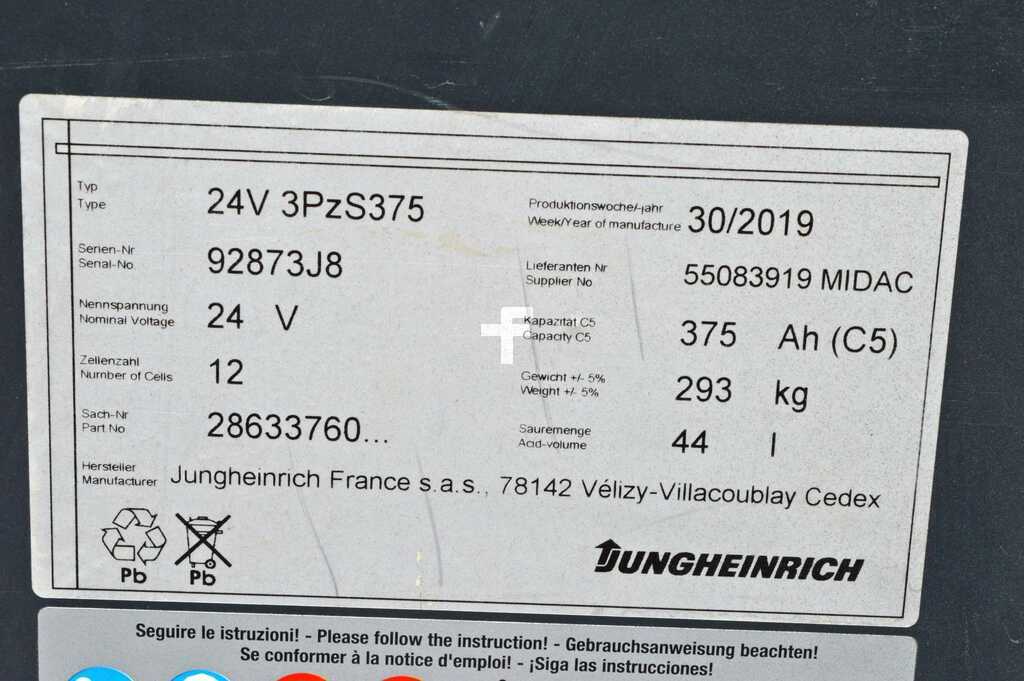 Typ
Type
24V 3PzS375
Produktionswoche/-jahr
Week/Year of manufacture
30/2019
Serien-Nr
Serial-No
92873J8
Lieferanten Nr
Supplier No
55083919 MIDAC
Nennspannung
Nominal Voltage
24 V
Kapazität C5
Capacity C5
375 Ah (C5)
Zellenzahl
Number of Cells
12
Gewicht +/- 5%
Weight +/- 5%
293 kg
Sach-Nr
Part No
28633760...
Sauremenge
Acid-volume
44 l
Hersteller
Manufacturer
Jungheinrich France s.a.s., 78142 Vélizy-Villacoublay Cedex
Pb
Pb
JUNGHEINRICH
Seguire le istruzioni! - Please follow the instruction! - Gebrauchsanweisung beachten!
Se conformer à la notice d'emploi! - ¡Siga las instrucciones!